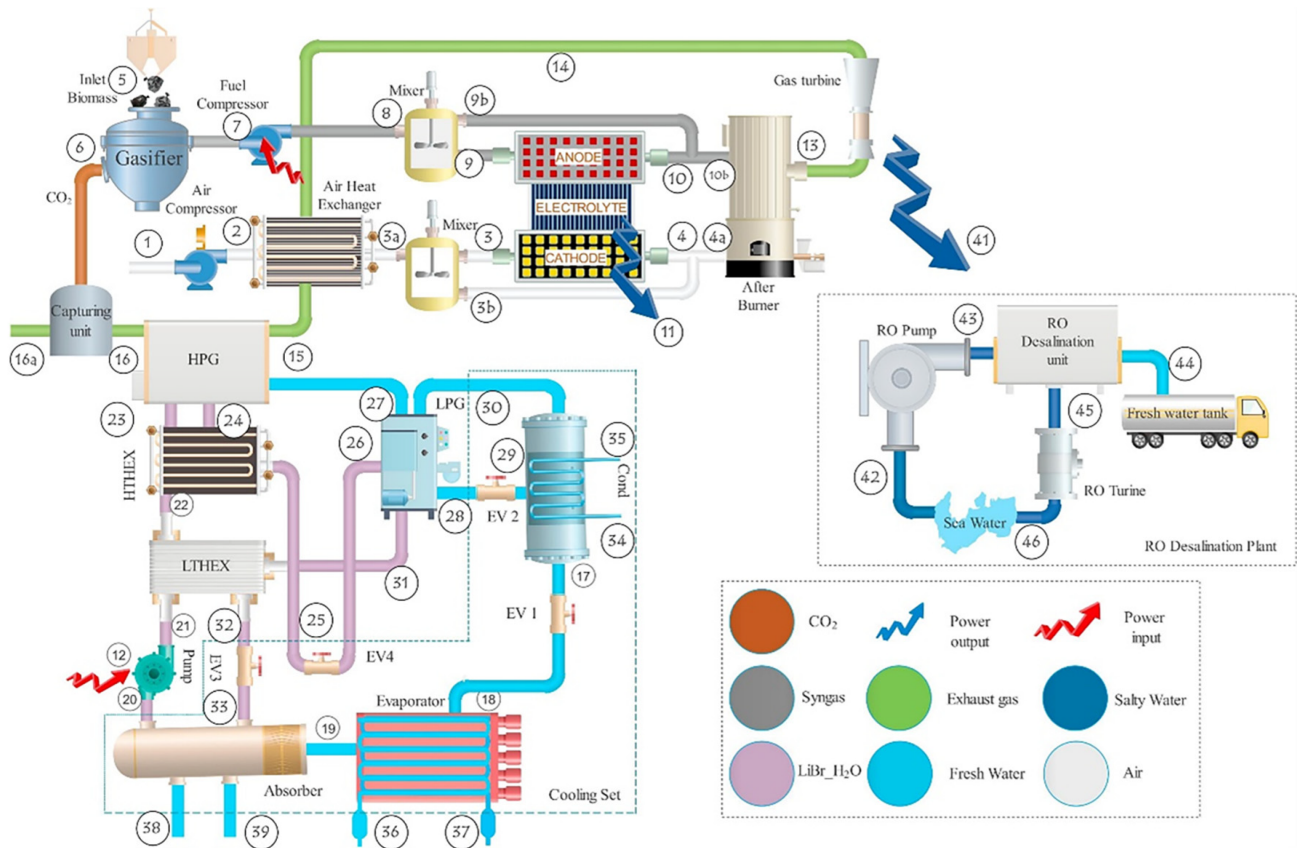 5
Inlet
Biomass
Fuel
Compressor
7
6
Gasifier
CO₂
Air
Compressor
1
2
Air Heat
Exchanger
3a
Mixer
8
9b
9
ANODE
10
10b
ELECTROLYTE
Mixer
3
CATHODE
4
4a
3b
11
After
Burner
13
14
Gas turbine
41
Capturing
unit
16a
16
HPG
15
23
24
HTHEX
22
LTHEX
21
32
12
Pump
20
EV3
33
25
EV4
26
27
LPG
30
28
EV 2
29
35
Cond
34
31
17
EV 1
18
Evaporator
19
Absorber
Cooling Set
38
39
36
37
RO Pump
43
RO
Desalination
unit
44
45
Fresh water tank
42
Sea Water
46
RO Turine
RO Desalination Plant
CO₂
Power
output
Power
input
Syngas
Exhaust gas
Salty Water
LiBr_H₂O
Fresh Water
Air